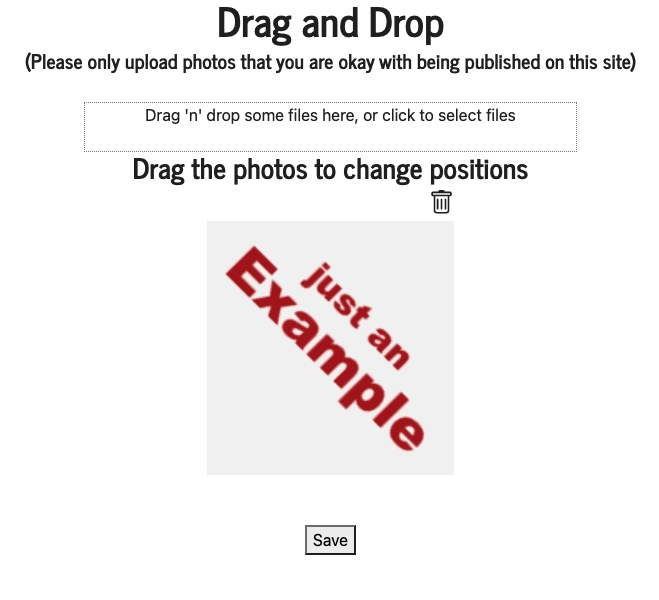 Drag and Drop
(Please only upload photos that you are okay with being published on this site)
Drag 'n' drop some files here, or click to select files
Drag the photos to change positions
just an
Example
Save